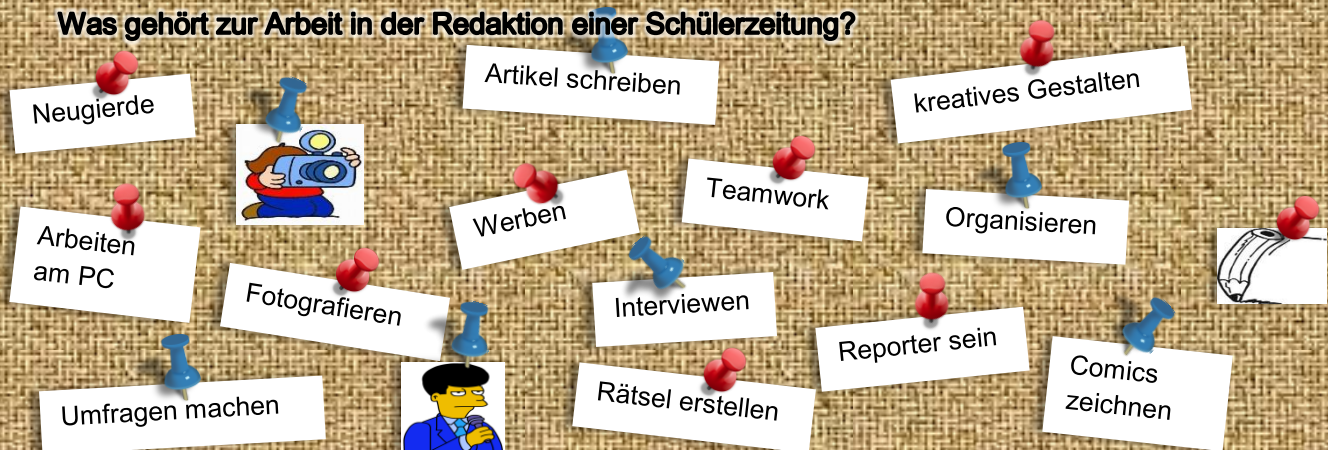 Was gehört zur Arbeit in der Redaktion einer Schülerzeitung?
Neugierde
Artikel schreiben
kreatives Gestalten
Werben
Teamwork
Organisieren
Arbeiten
am PC
Fotografieren
Interviewen
Reporter sein
Comics
zeichnen
Umfragen machen
Rätsel erstellen